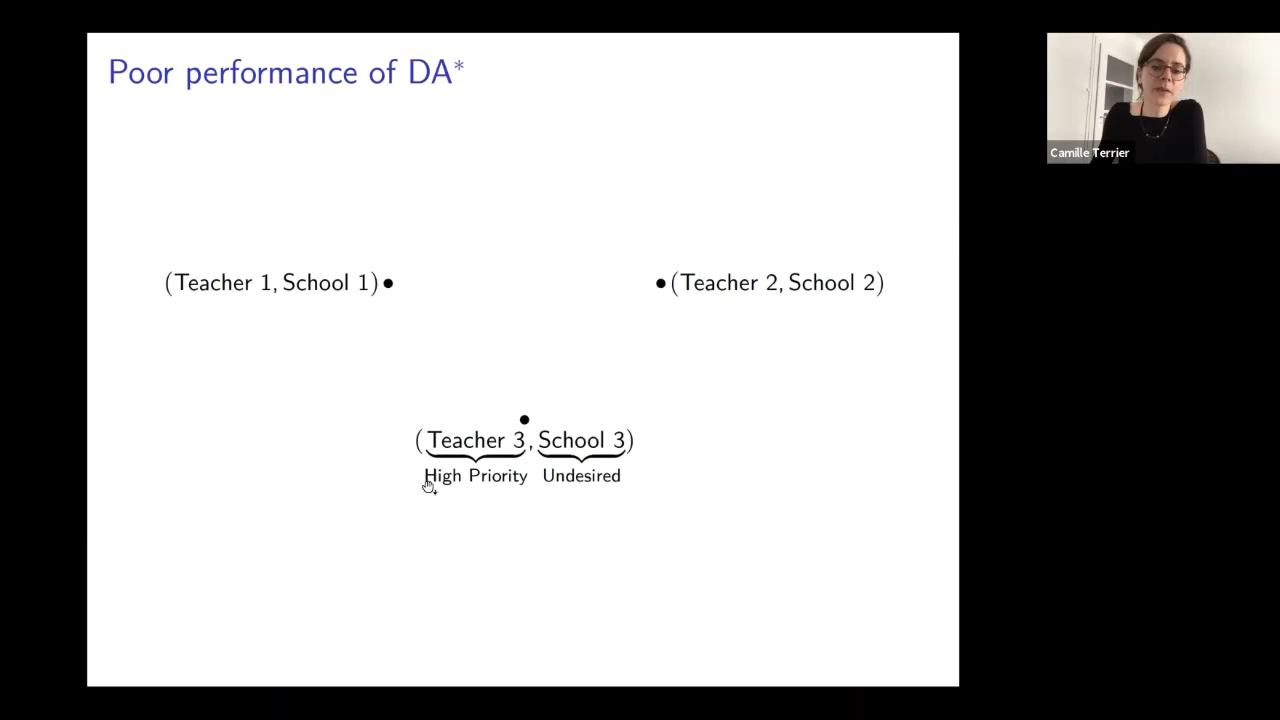 Poor performance of DA*
Camille Terrier
(Teacher 1, School 1)
(Teacher 2, School 2)
(Teacher 3, School 3)
High Priority Undesired